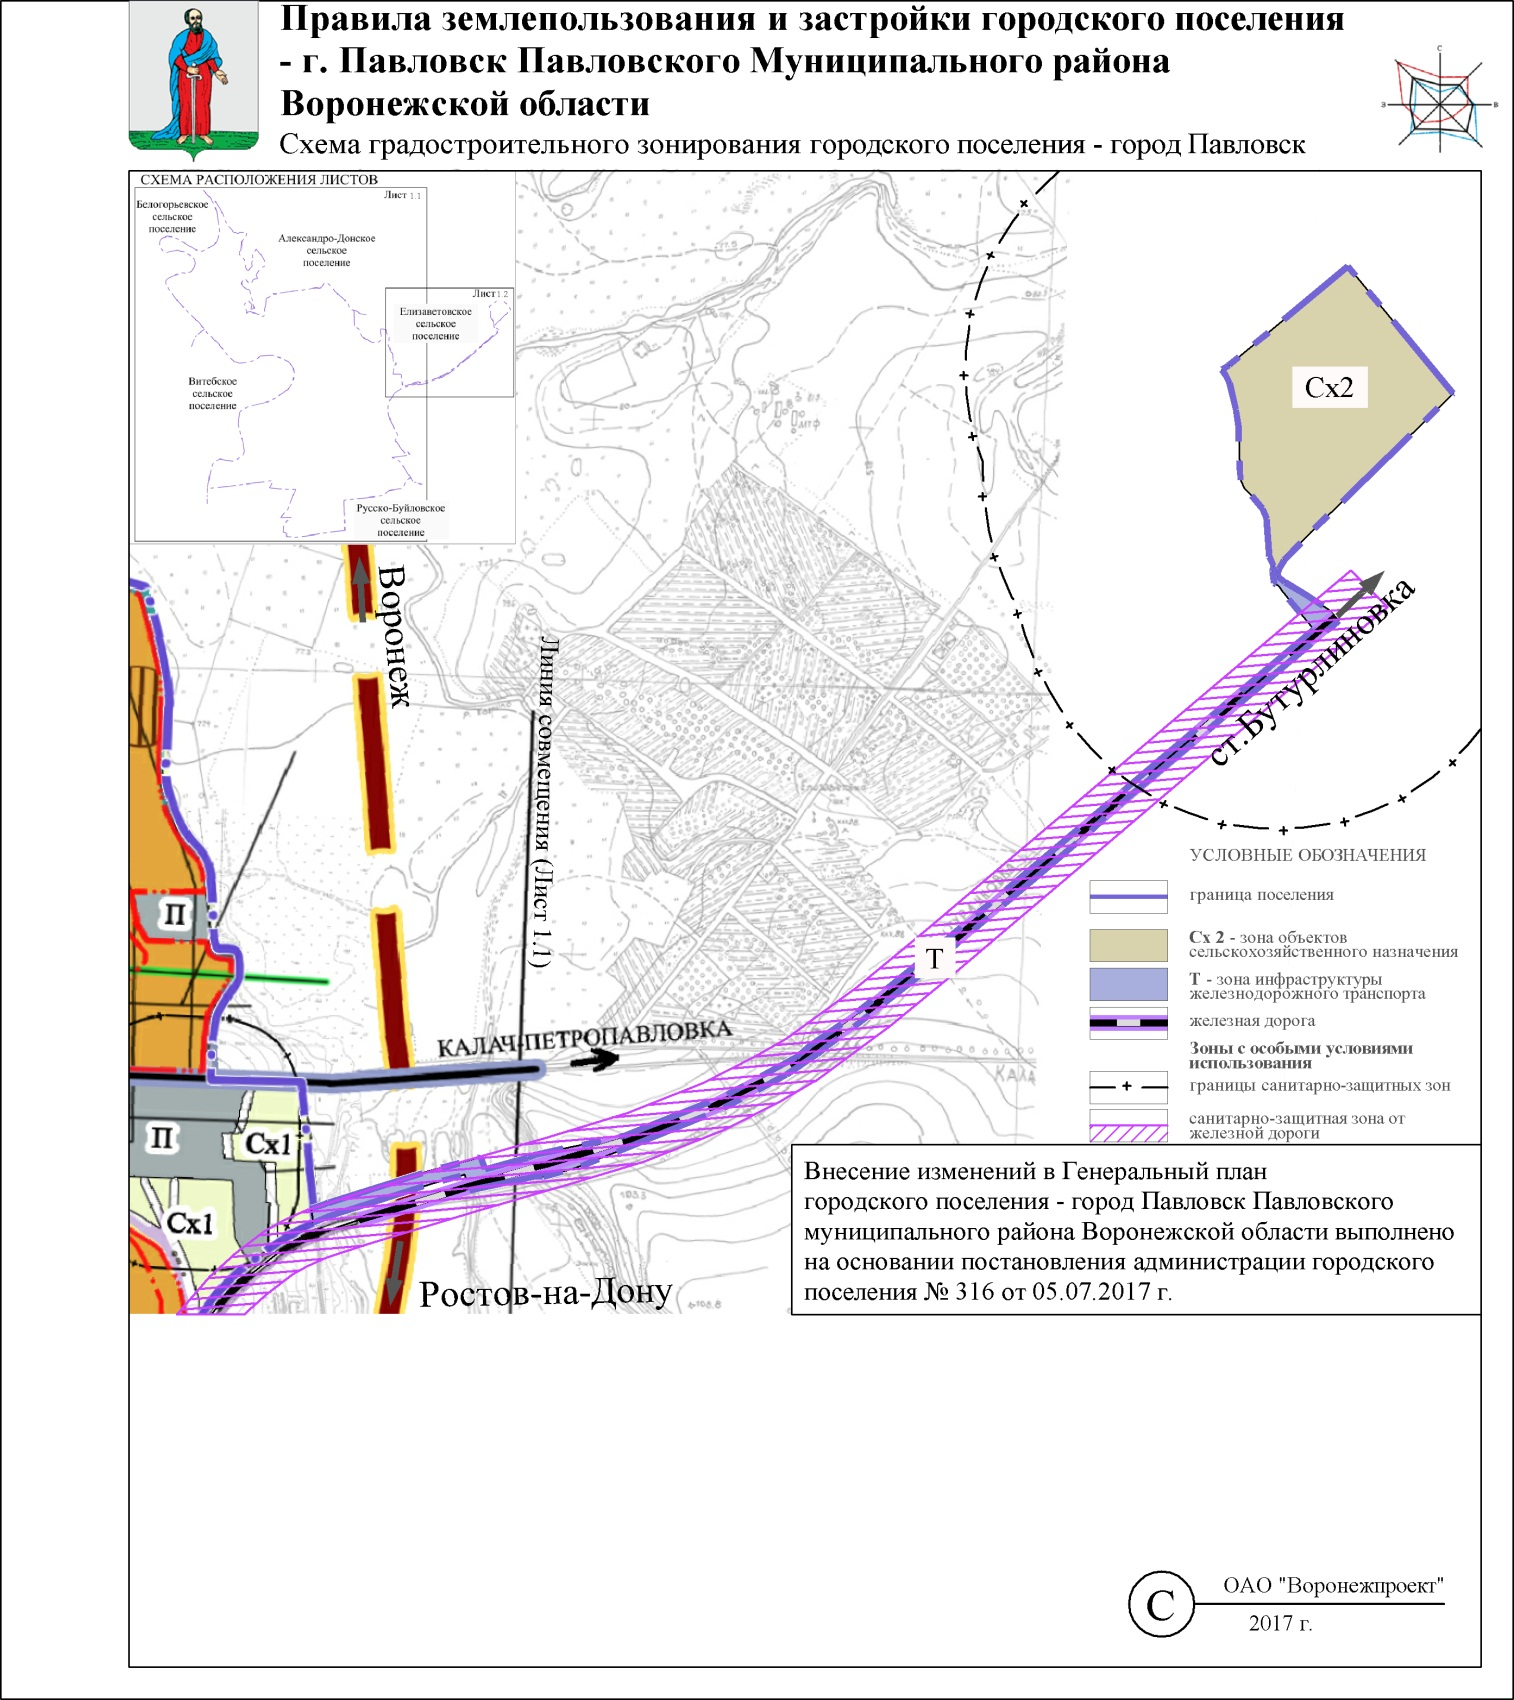 Правила землепользования и застройки городского поселения
- г. Павловск Павловского Муниципального района
Воронежской области
Схема градостроительного зонирования городского поселения - город Павловск
С
З
В
СХЕМА РАСПОЛОЖЕНИЯ ЛИСТОВ
Лист 1.1
Белогорьевское
сельское
поселение
Александро-Донское
сельское
поселение
Лист 1.2
Елизаветовское
сельское
поселение
Витебское
сельское
поселение
Русско-Буйловское
сельское
поселение
Сх2
Воронеж
Линия совмещения (Лист 1.1)
ст.Бутурлиновка
П
Т
КАЛАЧ-ПЕТРОПАВЛОВКА
КАЛА
П
Сх1
Сх1
Ростов-на-Дону
УСЛОВНЫЕ ОБОЗНАЧЕНИЯ
граница поселения
Сх 2 - зона объектов
сельскохозяйственного назначения
Т - зона инфраструктуры
железнодорожного транспорта
железная дорога
Зоны с особыми условиями
использования
границы санитарно-защитных зон
санитарно-защитная зона от
железной дороги
Внесение изменений в Генеральный план
городского поселения - город Павловск Павловского
муниципального района Воронежской области выполнено
на основании постановления администрации городского
поселения № 316 от 05.07.2017 г.
С
ОАО "Воронежпроект"
2017 г.